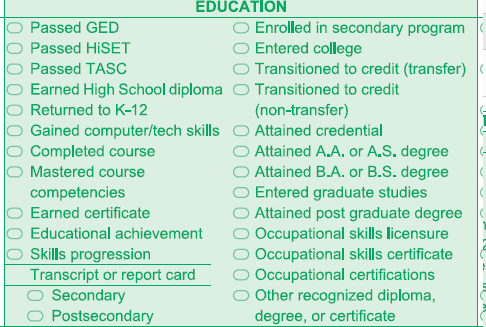 EDUCATION
Passed GED
Passed HiSET
Passed TASC
Earned High School diploma
Returned to K-12
Gained computer/tech skills
Completed course
Mastered course
competencies
Earned certificate
Educational achievement
Skills progression
Transcript or report card
Secondary
Postsecondary
Enrolled in secondary program
Entered college
Transitioned to credit (transfer)
Transitioned to credit
(non-transfer)
Attained credential
Attained A.A. or A.S. degree
Attained B.A. or B.S. degree
Entered graduate studies
Attained post graduate degree
Occupational skills licensure
Occupational skills certificate
Occupational certifications
Other recognized diploma,
degree, or certificate